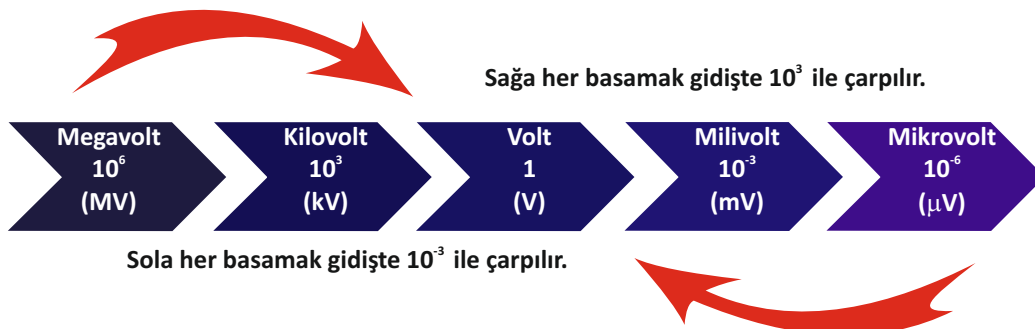 Sağa her basamak gidişte 10³ ile çarpılır.
Megavolt
10⁶
(MV)
Kilovolt
10³
(kV)
Volt
1
(V)
Milivolt
10⁻³
(mV)
Mikrovolt
10⁻⁶
(µV)
Sola her basamak gidişte 10⁻³ ile çarpılır.